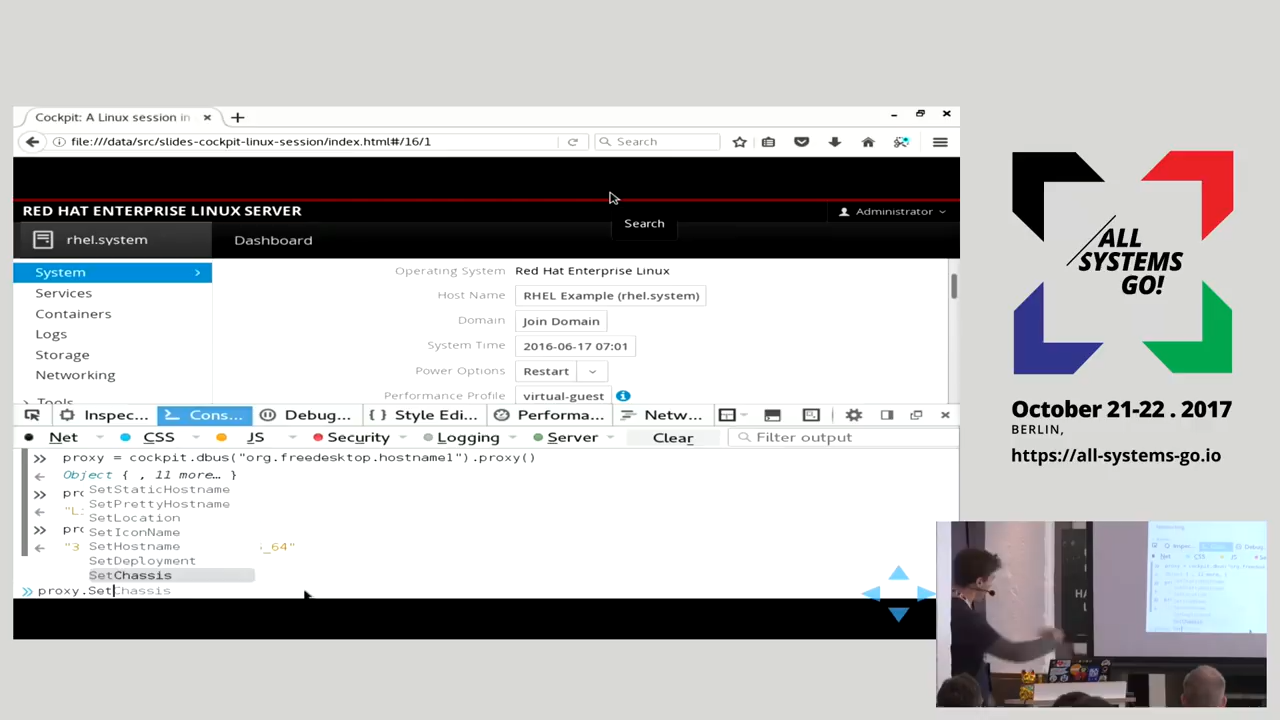 Cockpit: A Linux session in
file:///data/src/slides-cockpit-linux-session/index.html#/16/1
Search
RED HAT ENTERPRISE LINUX SERVER
Administrator
Search
rhel.system
Dashboard
System
Services
Containers
Logs
Storage
Networking
Tools
Operating System Red Hat Enterprise Linux
Host Name RHEL Example (rhel.system)
Domain Join Domain
System Time 2016-06-17 07:01
Power Options Restart
Performance Profile virtual-guest
Inspec... Cons... Debug... Style Edi... Performa... Netw...
Net CSS JS Security Logging Server Clear Filter output
» proxy = cockpit.dbus("org.freedesktop.hostname1").proxy()
← Object { , 11 more… }
SetStaticHostname
SetPrettyHostname
SetLocation
SetIconName
SetHostname
SetDeployment
SetChassis
» proxy.SetChassis
ALL
SYSTEMS
GO!
October 21-22 . 2017
BERLIN,
https://all-systems-go.io